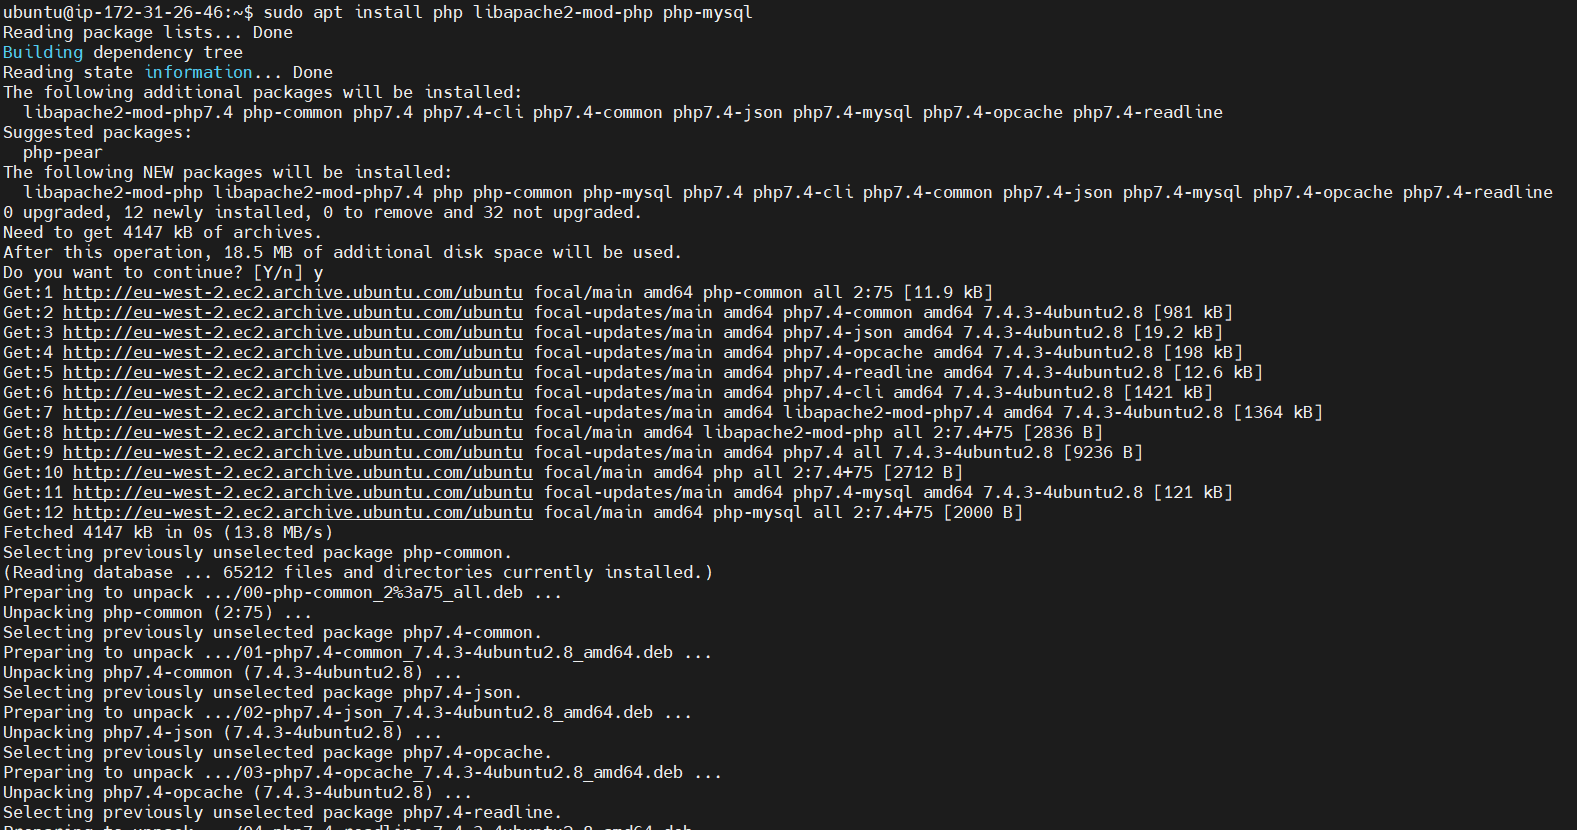 ubuntu@ip-172-31-26-46:~$ sudo apt install php libapache2-mod-php php-mysql
Reading package lists... Done
Building dependency tree
Reading state information... Done
The following additional packages will be installed:
  libapache2-mod-php7.4 php-common php7.4 php7.4-cli php7.4-common php7.4-json php7.4-mysql php7.4-opcache php7.4-readline
Suggested packages:
  php-pear
The following NEW packages will be installed:
  libapache2-mod-php libapache2-mod-php7.4 php php-common php-mysql php7.4 php7.4-cli php7.4-common php7.4-json php7.4-mysql php7.4-opcache php7.4-readline
0 upgraded, 12 newly installed, 0 to remove and 32 not upgraded.
Need to get 4147 kB of archives.
After this operation, 18.5 MB of additional disk space will be used.
Do you want to continue? [Y/n] y
Get:1 http://eu-west-2.ec2.archive.ubuntu.com/ubuntu focal/main amd64 php-common all 2:75 [11.9 kB]
Get:2 http://eu-west-2.ec2.archive.ubuntu.com/ubuntu focal-updates/main amd64 php7.4-common amd64 7.4.3-4ubuntu2.8 [981 kB]
Get:3 http://eu-west-2.ec2.archive.ubuntu.com/ubuntu focal-updates/main amd64 php7.4-json amd64 7.4.3-4ubuntu2.8 [19.2 kB]
Get:4 http://eu-west-2.ec2.archive.ubuntu.com/ubuntu focal-updates/main amd64 php7.4-opcache amd64 7.4.3-4ubuntu2.8 [198 kB]
Get:5 http://eu-west-2.ec2.archive.ubuntu.com/ubuntu focal-updates/main amd64 php7.4-readline amd64 7.4.3-4ubuntu2.8 [12.6 kB]
Get:6 http://eu-west-2.ec2.archive.ubuntu.com/ubuntu focal-updates/main amd64 php7.4-cli amd64 7.4.3-4ubuntu2.8 [1421 kB]
Get:7 http://eu-west-2.ec2.archive.ubuntu.com/ubuntu focal-updates/main amd64 libapache2-mod-php7.4 amd64 7.4.3-4ubuntu2.8 [1364 kB]
Get:8 http://eu-west-2.ec2.archive.ubuntu.com/ubuntu focal/main amd64 libapache2-mod-php all 2:7.4+75 [2836 B]
Get:9 http://eu-west-2.ec2.archive.ubuntu.com/ubuntu focal-updates/main amd64 php7.4 all 7.4.3-4ubuntu2.8 [9236 B]
Get:10 http://eu-west-2.ec2.archive.ubuntu.com/ubuntu focal/main amd64 php all 2:7.4+75 [2712 B]
Get:11 http://eu-west-2.ec2.archive.ubuntu.com/ubuntu focal-updates/main amd64 php7.4-mysql amd64 7.4.3-4ubuntu2.8 [121 kB]
Get:12 http://eu-west-2.ec2.archive.ubuntu.com/ubuntu focal/main amd64 php-mysql all 2:7.4+75 [2000 B]
Fetched 4147 kB in 0s (13.8 MB/s)
Selecting previously unselected package php-common.
(Reading database ... 65212 files and directories currently installed.)
Preparing to unpack .../00-php-common_2%3a75_all.deb ...
Unpacking php-common (2:75) ...
Selecting previously unselected package php7.4-common.
Preparing to unpack .../01-php7.4-common_7.4.3-4ubuntu2.8_amd64.deb ...
Unpacking php7.4-common (7.4.3-4ubuntu2.8) ...
Selecting previously unselected package php7.4-json.
Preparing to unpack .../02-php7.4-json_7.4.3-4ubuntu2.8_amd64.deb ...
Unpacking php7.4-json (7.4.3-4ubuntu2.8) ...
Selecting previously unselected package php7.4-opcache.
Preparing to unpack .../03-php7.4-opcache_7.4.3-4ubuntu2.8_amd64.deb ...
Unpacking php7.4-opcache (7.4.3-4ubuntu2.8) ...
Selecting previously unselected package php7.4-readline.